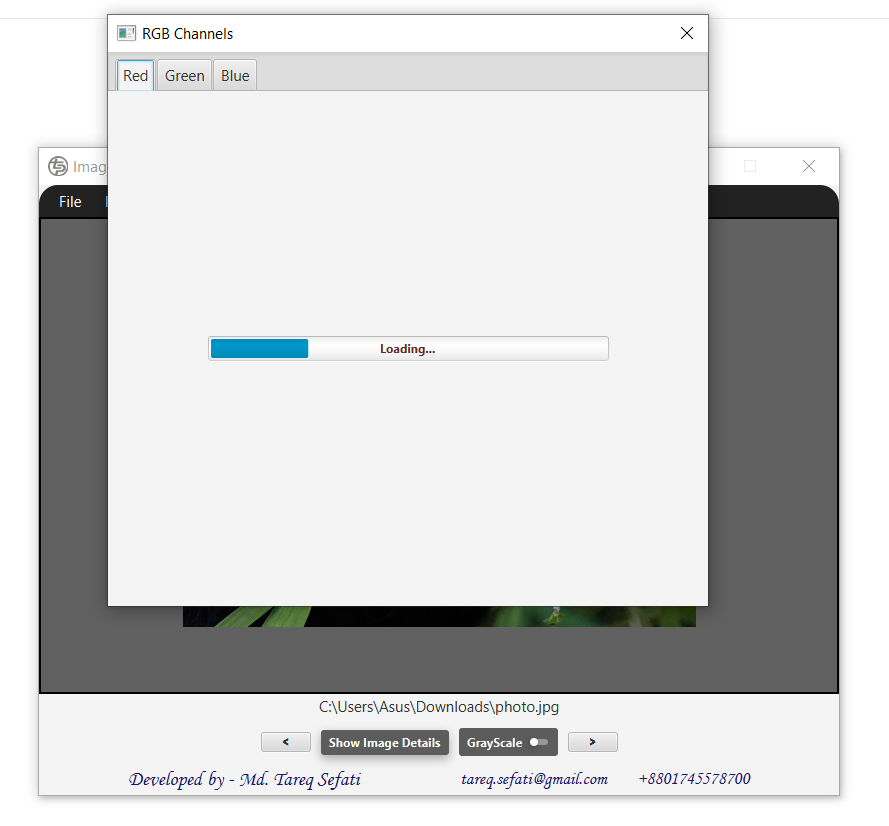 RGB Channels
Red Green Blue
Imag
File
Loading...
C:\Users\Asus\Downloads\photo.jpg
< Show Image Details GrayScale >
Developed by - Md. Tareq Sefati tareq.sefati@gmail.com +8801745578700